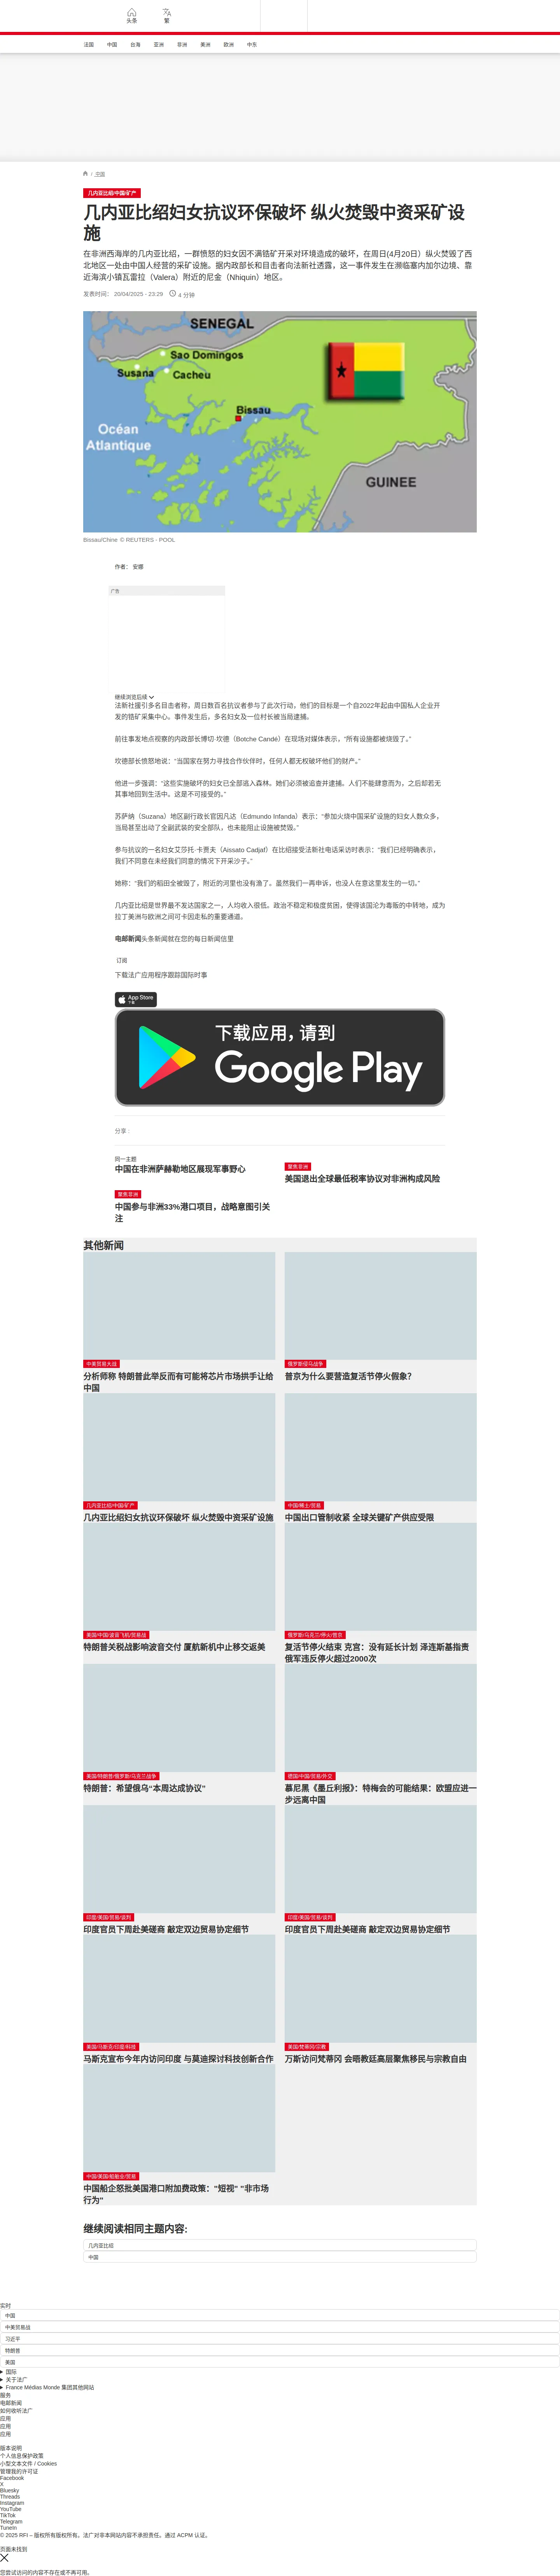 头条
繁
法国 中国 台海 亚洲 非洲 美洲 欧洲 中东
/ 中国
几内亚比绍/中国/矿产
几内亚比绍妇女抗议环保破坏 纵火焚毁中资采矿设
施
在非洲西海岸的几内亚比绍，一群愤怒的妇女因不满锆矿开采对环境造成的破坏，在周日(4月20日）纵火焚毁了西
北地区一处由中国人经营的采矿设施。据内政部长和目击者向法新社透露，这一事件发生在濒临塞内加尔边境、靠
近海滨小镇瓦雷拉（Valera）附近的尼金（Nhiquin）地区。
发表时间： 20/04/2025 - 23:29 4 分钟
SENEGAL
Sao Domingos
Susana
Cacheu
Bissau
Océan
Atlantique
GUINEE
Bissau/Chine © REUTERS - POOL
作者： 安娜
广告
继续浏览后续
法新社援引多名目击者称，周日数百名抗议者参与了此次行动，他们的目标是一个自2022年起由中国私人企业开
发的锆矿采集中心。事件发生后，多名妇女及一位村长被当局逮捕。
前往事发地点视察的内政部长博切·坎德（Botche Candé）在现场对媒体表示，“所有设施都被烧毁了。”
坎德部长愤怒地说：“当国家在努力寻找合作伙伴时，任何人都无权破坏他们的财产。”
他进一步强调：“这些实施破坏的妇女已全部逃入森林。她们必须被追查并逮捕。人们不能肆意而为，之后却若无
其事地回到生活中。这是不可接受的。”
苏萨纳（Suzana）地区副行政长官因凡达（Edmundo Infanda）表示：“参加火烧中国采矿设施的妇女人数众多，
当局甚至出动了全副武装的安全部队，也未能阻止设施被焚毁。”
参与抗议的一名妇女艾莎托·卡贾夫（Aissato Cadjaf）在比绍接受法新社电话采访时表示：“我们已经明确表示，
我们不同意在未经我们同意的情况下开采沙子。”
她称：“我们的稻田全被毁了，附近的河里也没有渔了。虽然我们一再申诉，也没人在意这里发生的一切。”
几内亚比绍是世界最不发达国家之一，人均收入很低。政治不稳定和极度贫困，使得该国沦为毒贩的中转地，成为
拉丁美洲与欧洲之间可卡因走私的重要通道。
电邮新闻头条新闻就在您的每日新闻信里
订阅
下载法广应用程序跟踪国际时事
App Store
下载
下载应用，请到
Google Play
分享 :
同一主题
中国在非洲萨赫勒地区展现军事野心
聚焦非洲
美国退出全球最低税率协议对非洲构成风险
聚焦非洲
中国参与非洲33%港口项目，战略意图引关
注
其他新闻
中美贸易大战
分析师称 特朗普此举反而有可能将芯片市场拱手让给
中国
俄罗斯侵乌战争
普京为什么要营造复活节停火假象？
几内亚比绍/中国/矿产
几内亚比绍妇女抗议环保破坏 纵火焚毁中资采矿设施
中国/稀土/贸易
中国出口管制收紧 全球关键矿产供应受限
美国/中国/波音飞机/贸易战
特朗普关税战影响波音交付 厦航新机中止移交返美
俄罗斯/乌克兰/停火/普京
复活节停火结束 克宫：没有延长计划 泽连斯基指责
俄军违反停火超过2000次
美国/特朗普/俄罗斯/乌克兰战争
特朗普：希望俄乌“本周达成协议”
德国/中国/贸易/外交
慕尼黑《墨丘利报》：特梅会的可能结果：欧盟应进一
步远离中国
印度/美国/贸易/谈判
印度官员下周赴美磋商 敲定双边贸易协定细节
印度/美国/贸易/谈判
印度官员下周赴美磋商 敲定双边贸易协定细节
美国/马斯克/印度/科技
马斯克宣布今年内访问印度 与莫迪探讨科技创新合作
美国/梵蒂冈/宗教
万斯访问梵蒂冈 会晤教廷高层聚焦移民与宗教自由
中国/美国/船舶业/贸易
中国船企怒批美国港口附加费政策："短视" "非市场
行为"
继续阅读相同主题内容:
几内亚比绍
中国
实时
中国
中美贸易战
习近平
特朗普
美国
国际
关于法广
France Médias Monde 集团其他网站
服务
电邮新闻
如何收听法广
应用
应用
应用
版本说明
个人信息保护政策
小型文本文件 / Cookies
管理我的许可证
Facebook
X
Bluesky
Threads
Instagram
YouTube
TikTok
Telegram
TuneIn
© 2025 RFI – 版权所有版权所有。法广对非本网站内容不承担责任。通过 ACPM 认证。
页面未找到
您尝试访问的内容不存在或不再可用。